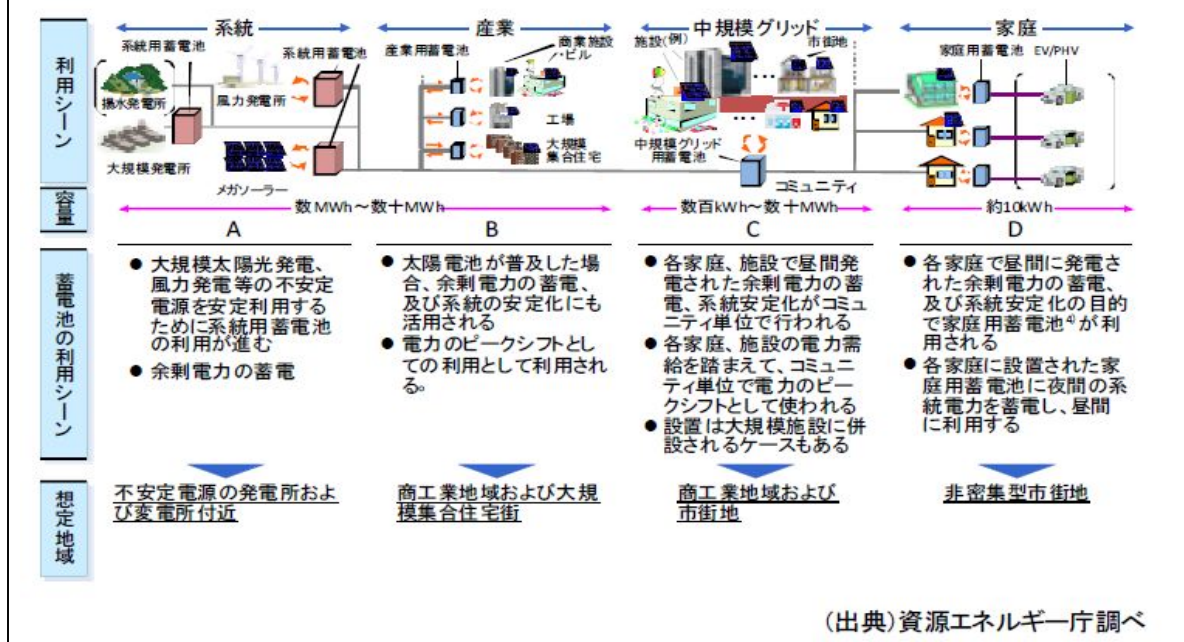 系統
産業
中規模グリッド
家庭
利用シーン
系統用蓄電池
系統用蓄電池
揚水発電所
風力発電所
大規模発電所
メガソーラー
産業用蓄電池
商業施設
・ビル
工場
大規模
集合住宅
施設(例)
市街地
中規模グリッド
用蓄電池
コミュニティ
家庭用蓄電池
EV/PHV
容量
数MWh～数十MWh
数百kWh～数十MWh
約10kWh
A
B
C
D
蓄電池の利用シーン
● 大規模太陽光発電、
風力発電等の不安定
電源を安定利用する
ために系統用蓄電池
の利用が進む
● 余剰電力の蓄電
● 太陽電池が普及した場
合、余剰電力の蓄電、
及び系統の安定化にも
活用される
● 電力のピークシフトとし
ての利用として利用され
る。
● 各家庭、施設で昼間発
電された余剰電力の蓄
電、系統安定化がコミュ
ニティ単位で行われる
● 各家庭、施設の電力需
給を踏まえて、コミュニ
ティ単位で電力のピー
クシフトとして使われる
● 設置は大規模施設に併
設されるケースもある
● 各家庭で昼間に発電さ
れた余剰電力の蓄電、
及び系統安定化の目的
で家庭用蓄電池4)が利
用される
● 各家庭に設置された家
庭用蓄電池に夜間の系
統電力を蓄電し、昼間
に利用する
想定地域
不安定電源の発電所およ
び変電所付近
商工業地域および大規
模集合住宅街
商工業地域および
市街地
非密集型市街地
(出典)資源エネルギー庁調べ